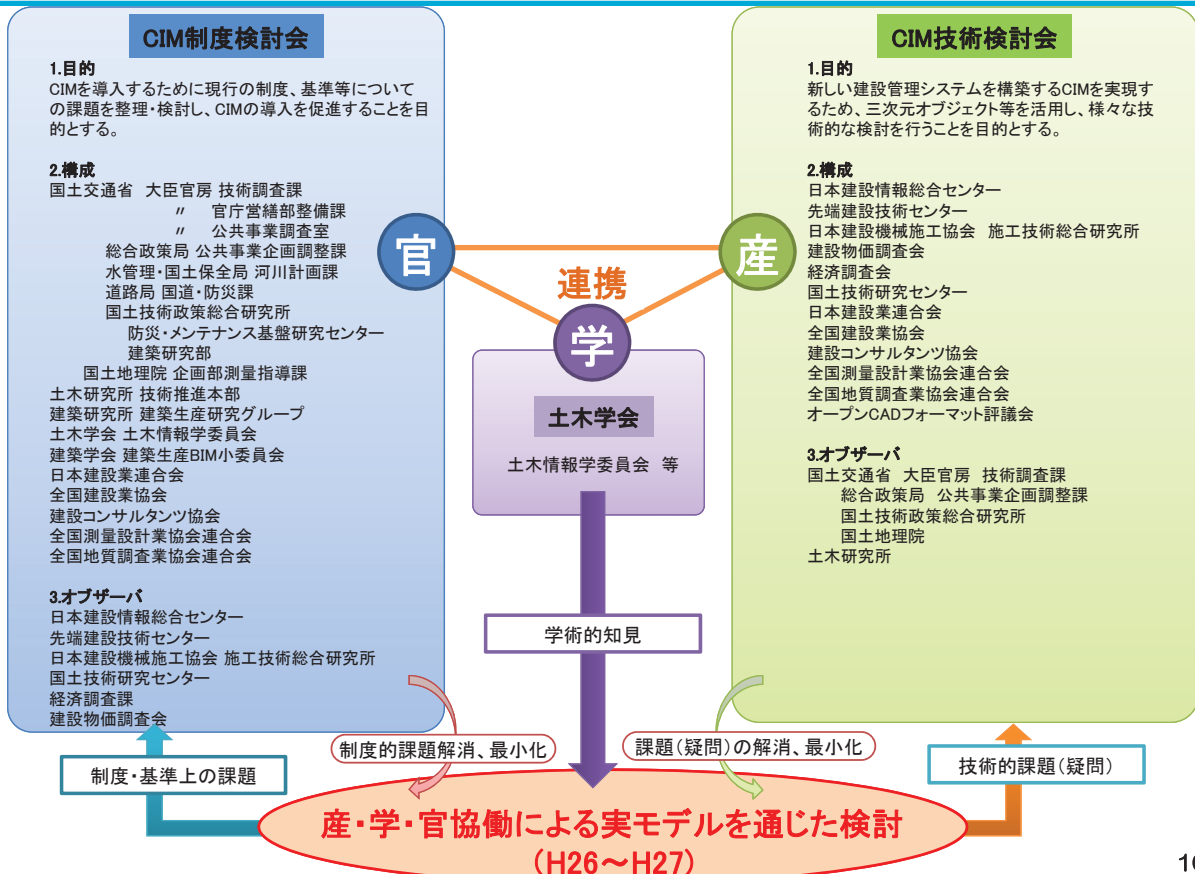 CIM制度検討会
1.目的
CIMを導入するために現行の制度、基準等について
の課題を整理・検討し、CIMの導入を促進することを目
的とする。
2.構成
国土交通省 大臣官房 技術調査課
〃 官庁営繕部整備課
〃 公共事業調査室
総合政策局 公共事業企画調整課
水管理・国土保全局 河川計画課
道路局 国道・防災課
国土技術政策総合研究所
防災・メンテナンス基盤研究センター
建築研究部
国土地理院 企画部測量指導課
土木研究所 技術推進本部
建築研究所 建築生産研究グループ
土木学会 土木情報学委員会
建築学会 建築生産BIM小委員会
日本建設業連合会
全国建設業協会
建設コンサルタンツ協会
全国測量設計業協会連合会
全国地質調査業協会連合会
3.オブザーバ
日本建設情報総合センター
先端建設技術センター
日本建設機械施工協会 施工技術総合研究所
国土技術研究センター
経済調査課
建設物価調査会
官
産
連携
学
土木学会
土木情報学委員会 等
学術的知見
CIM技術検討会
1.目的
新しい建設管理システムを構築するCIMを実現す
るため、三次元オブジェクト等を活用し、様々な技
術的な検討を行うことを目的とする。
2.構成
日本建設情報総合センター
先端建設技術センター
日本建設機械施工協会 施工技術総合研究所
建設物価調査会
経済調査会
国土技術研究センター
日本建設業連合会
全国建設業協会
建設コンサルタンツ協会
全国測量設計業協会連合会
全国地質調査業協会連合会
オープンCADフォーマット評議会
3.オブザーバ
国土交通省 大臣官房 技術調査課
総合政策局 公共事業企画調整課
国土技術政策総合研究所
国土地理院
土木研究所
制度的課題解消、最小化
課題(疑問)の解消、最小化
制度・基準上の課題
技術的課題(疑問)
産・学・官協働による実モデルを通じた検討
(H26～H27)